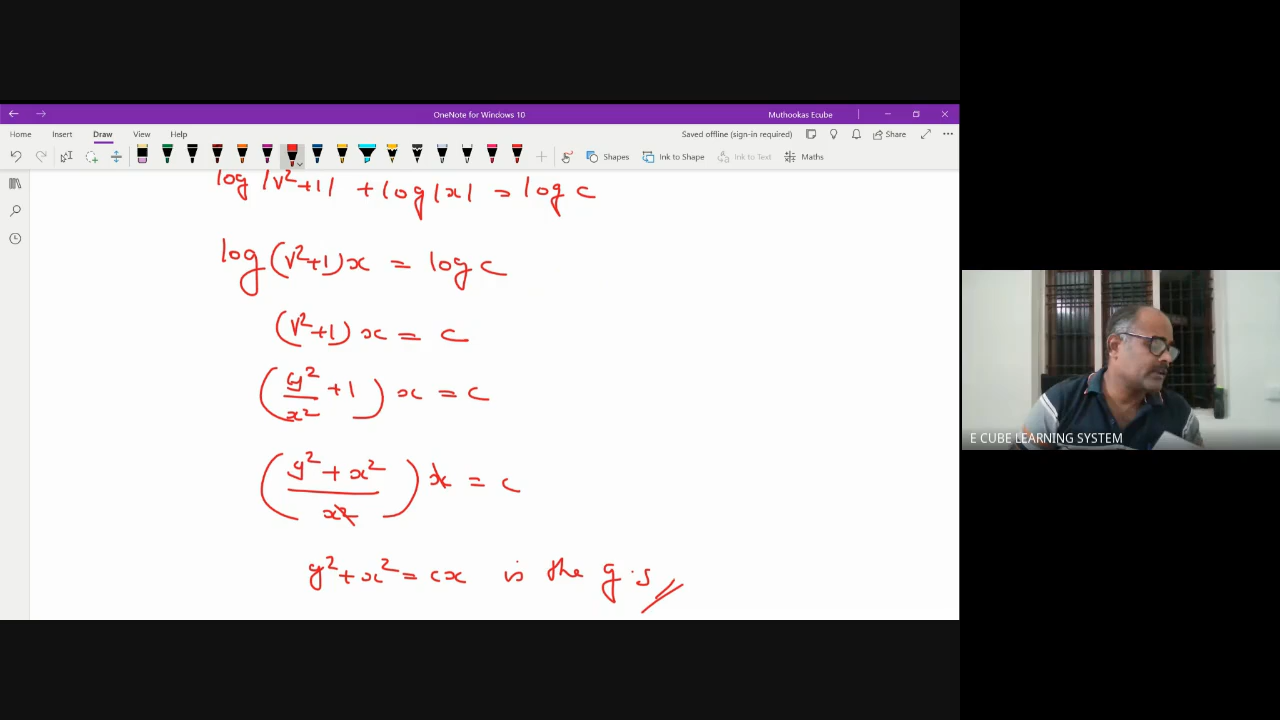 OneNote for Windows 10
Muthookas Ecube
Home Insert Draw View Help
Saved offline (sign-in required)
Share
Shapes
Ink to Shape
Ink to Text
Maths
log |v²+1| + log |x| = log c
log (v²+1)x = log c
(v²+1) x = c
(y²/x² + 1) x = c
(y² + x²/x²) x = c
y² + x² = cx is the g.s
E CUBE LEARNING SYSTEM